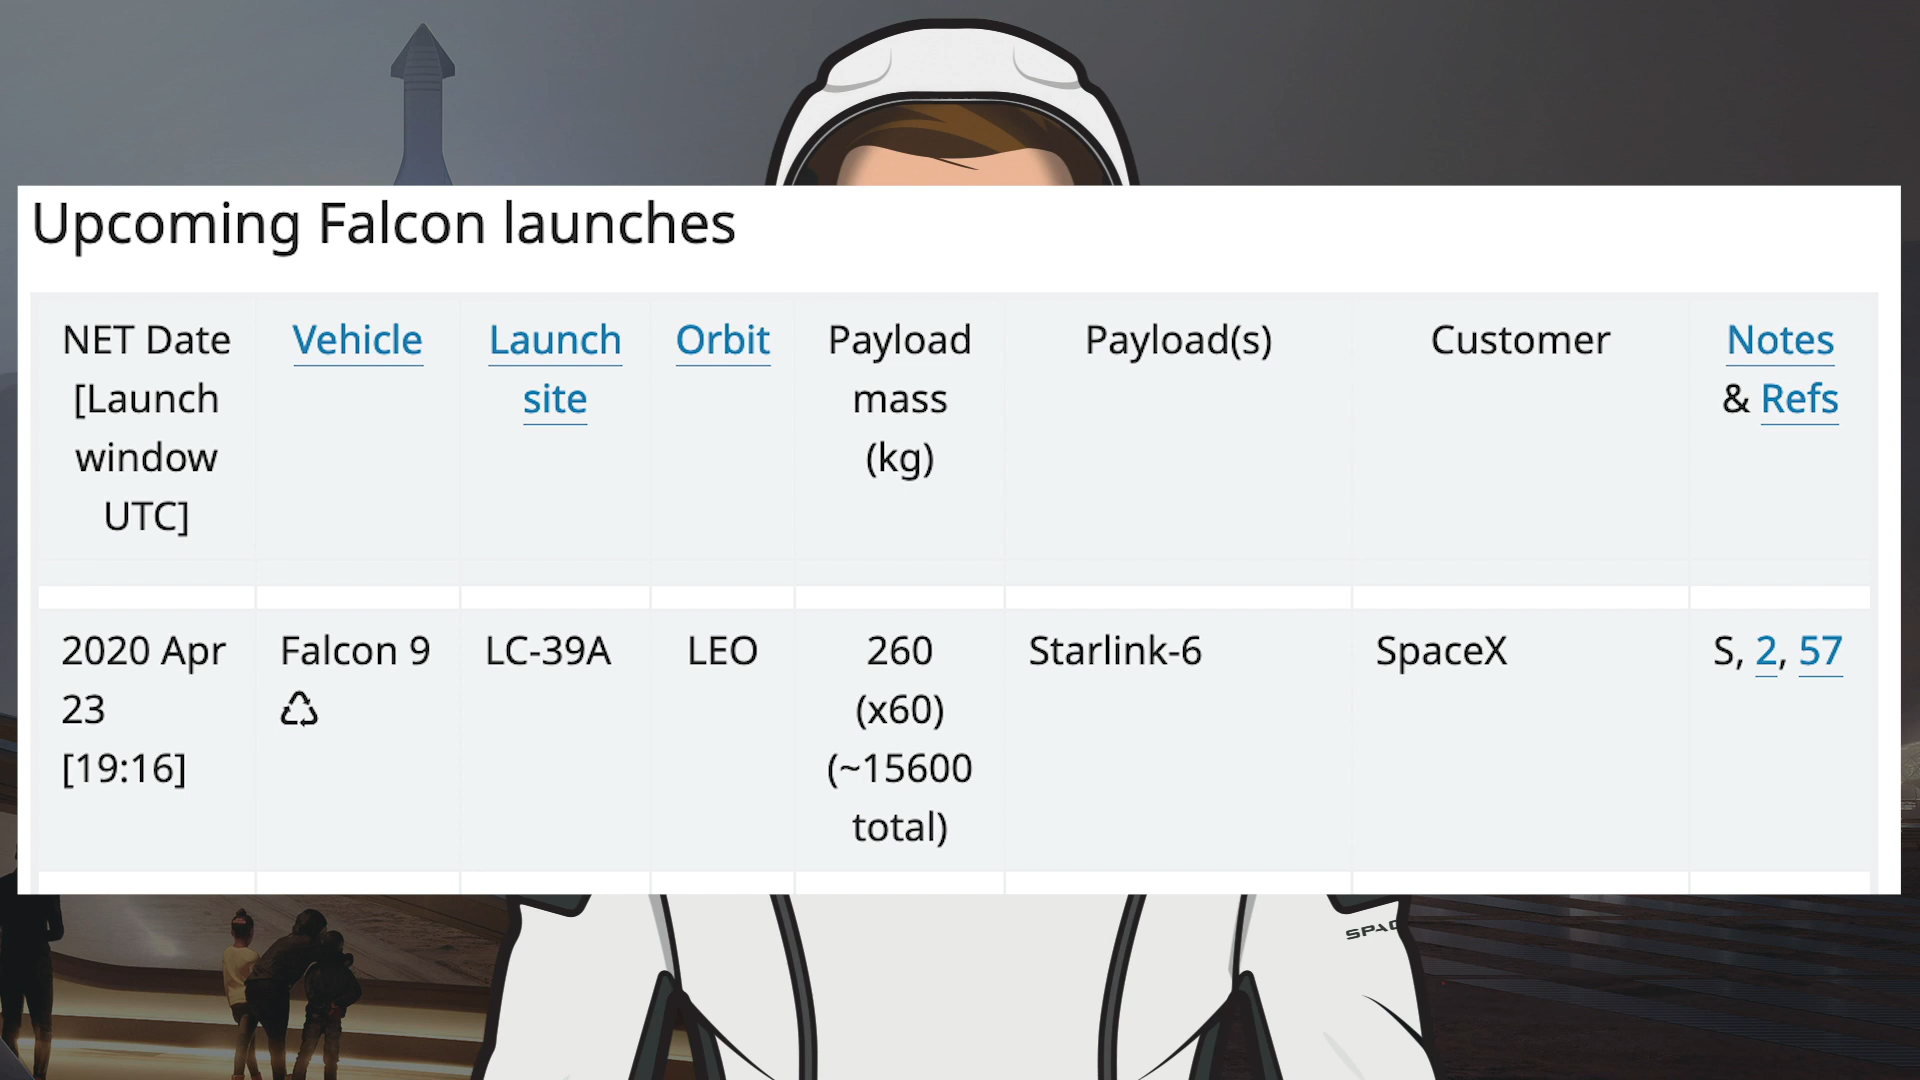 Upcoming Falcon launches
NET Date Vehicle Launch Orbit Payload Payload(s) Customer Notes
[Launch site mass & Refs
window (kg)
UTC]
2020 Apr Falcon 9 LC-39A LEO 260 Starlink-6 SpaceX S, 2, 57
23 ♺ (x60)
[19:16] (~15600
total)
SPAC